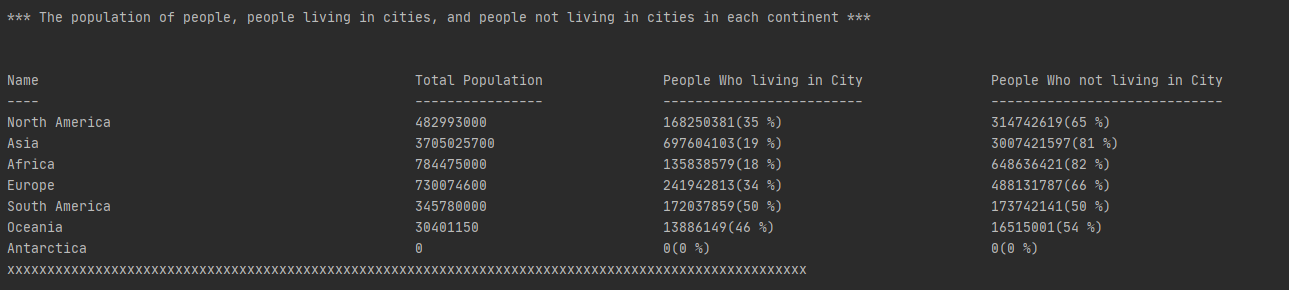 *** The population of people, people living in cities, and people not living in cities in each continent ***
Name Total Population People Who living in City People Who not living in City
---- ---------------- ------------------------- -----------------------------
North America 482993000 168250381(35 %) 314742619(65 %)
Asia 3705025700 697604103(19 %) 3007421597(81 %)
Africa 784475000 135838579(18 %) 648636421(82 %)
Europe 730074600 241942813(34 %) 488131787(66 %)
South America 345780000 172037859(50 %) 173742141(50 %)
Oceania 30401150 13886149(46 %) 16515001(54 %)
Antarctica 0 0(0 %) 0(0 %)
xxxxxxxxxxxxxxxxxxxxxxxxxxxxxxxxxxxxxxxxxxxxxxxxxxxxxxxxxxxxxxxxxxxxxxxxxxxxxxxxxxxxxxxxxxxxxxxxxxxx